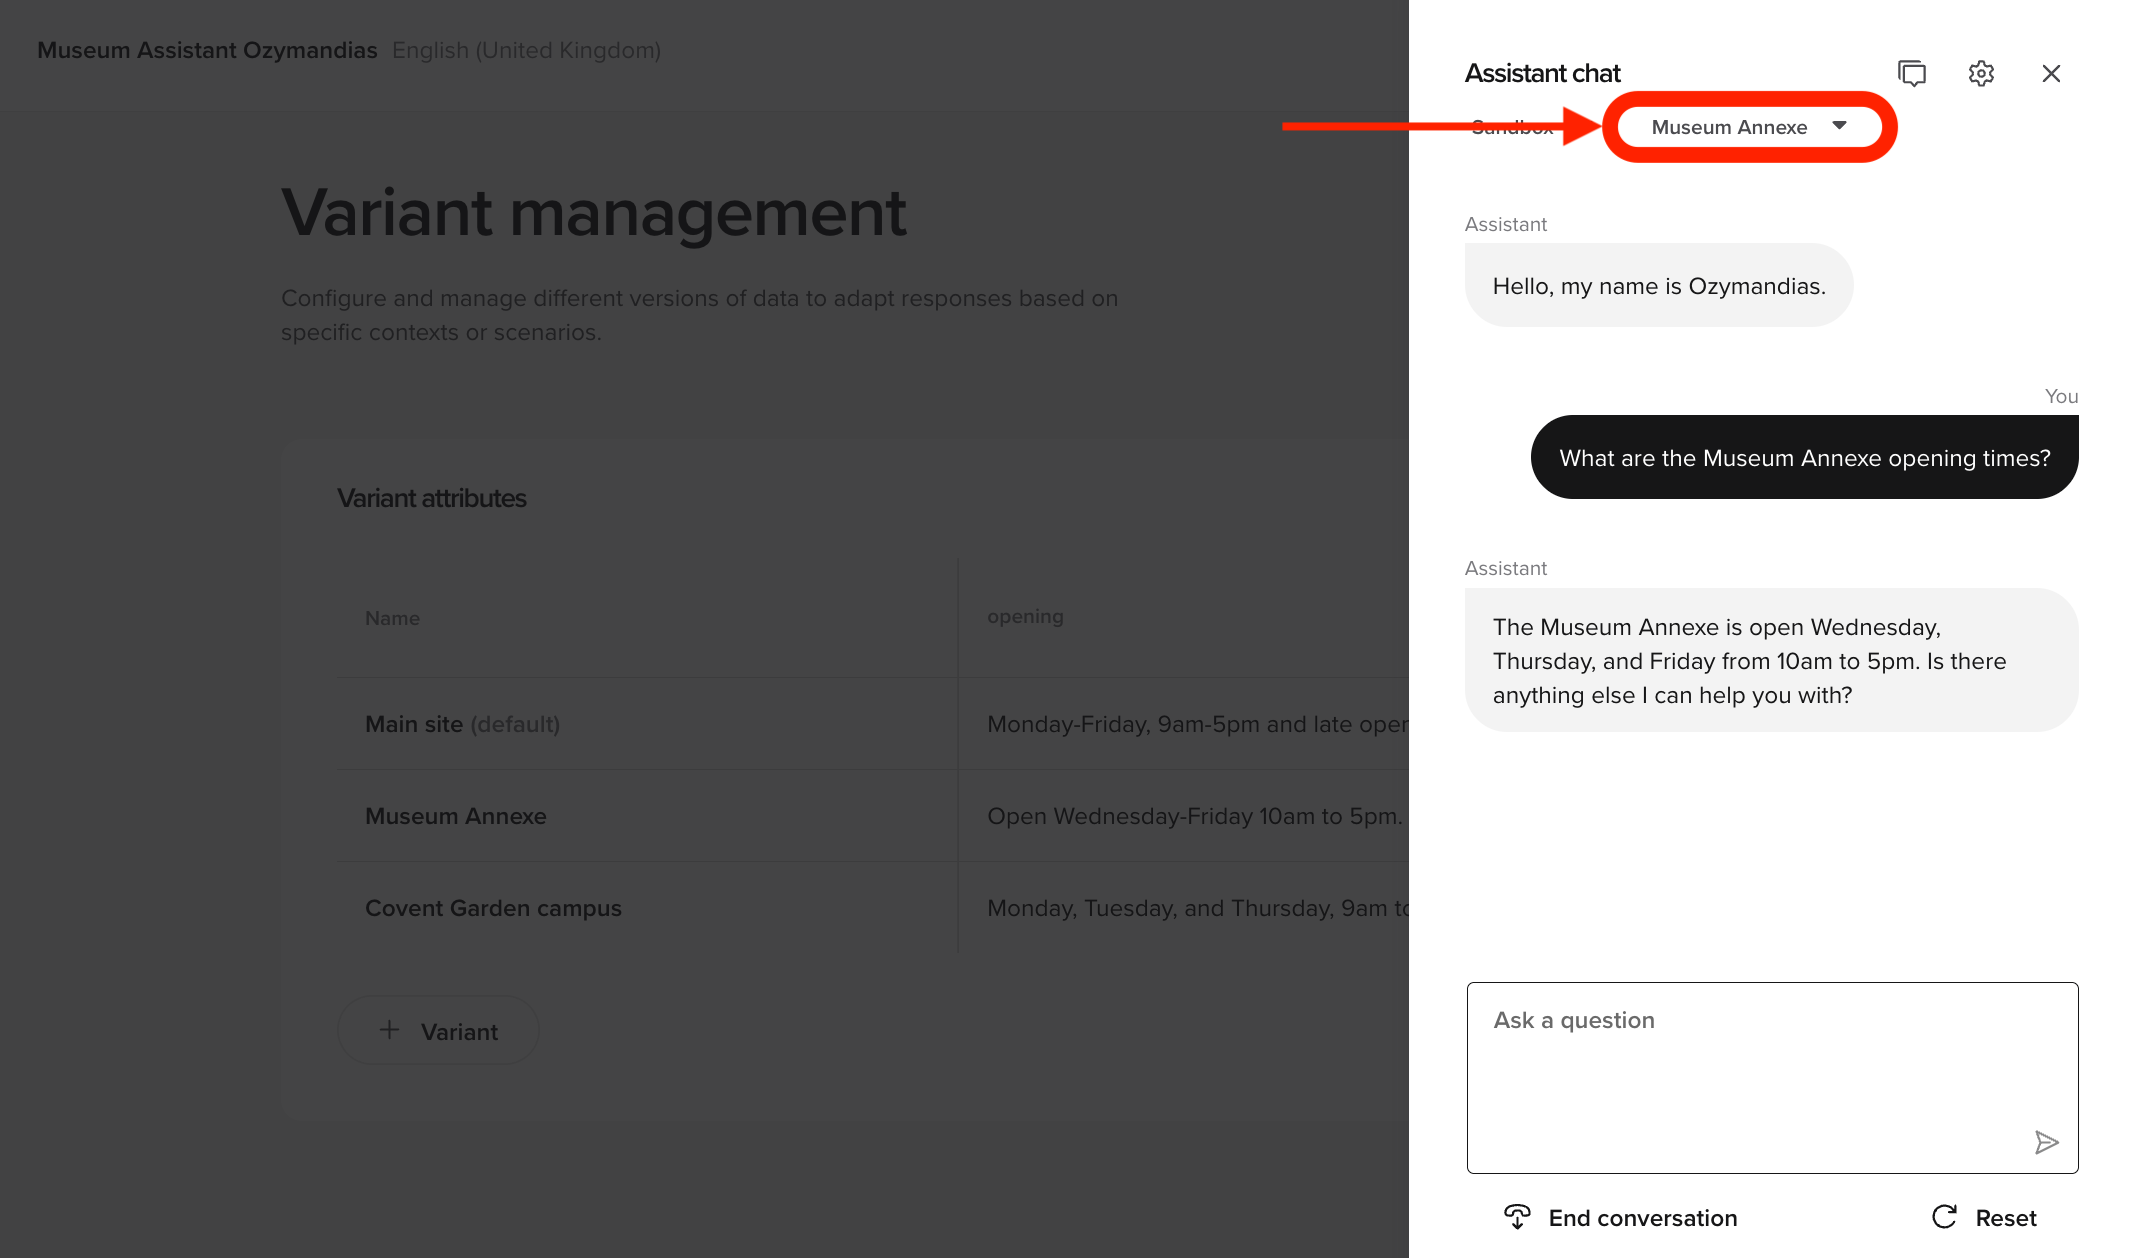 Museum Assistant Ozymandias English (United Kingdom)
Variant management
Configure and manage different versions of data to adapt responses based on
specific contexts or scenarios.
Variant attributes
Name opening
Main site (default) Monday-Friday, 9am-5pm and late oper
Museum Annexe Open Wednesday-Friday 10am to 5pm.
Covent Garden campus Monday, Tuesday, and Thursday, 9am to
Variant
Assistant chat
Sandbox Museum Annexe
Assistant
Hello, my name is Ozymandias.
You
What are the Museum Annexe opening times?
Assistant
The Museum Annexe is open Wednesday,
Thursday, and Friday from 10am to 5pm. Is there
anything else I can help you with?
Ask a question
End conversation Reset